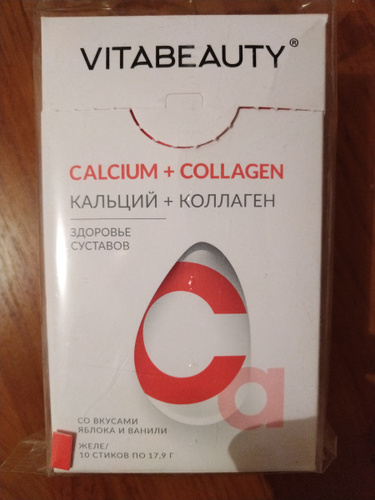 VITABEAUTY®
CALCIUM + COLLAGEN
КАЛЬЦИЙ + КОЛЛАГЕН
ЗДОРОВЬЕ
СУСТАВОВ
Ca
СО ВКУСАМИ
ЯБЛОКА И ВАНИЛИ
ЖЕЛЕ/
10 СТИКОВ ПО 17,9 Г